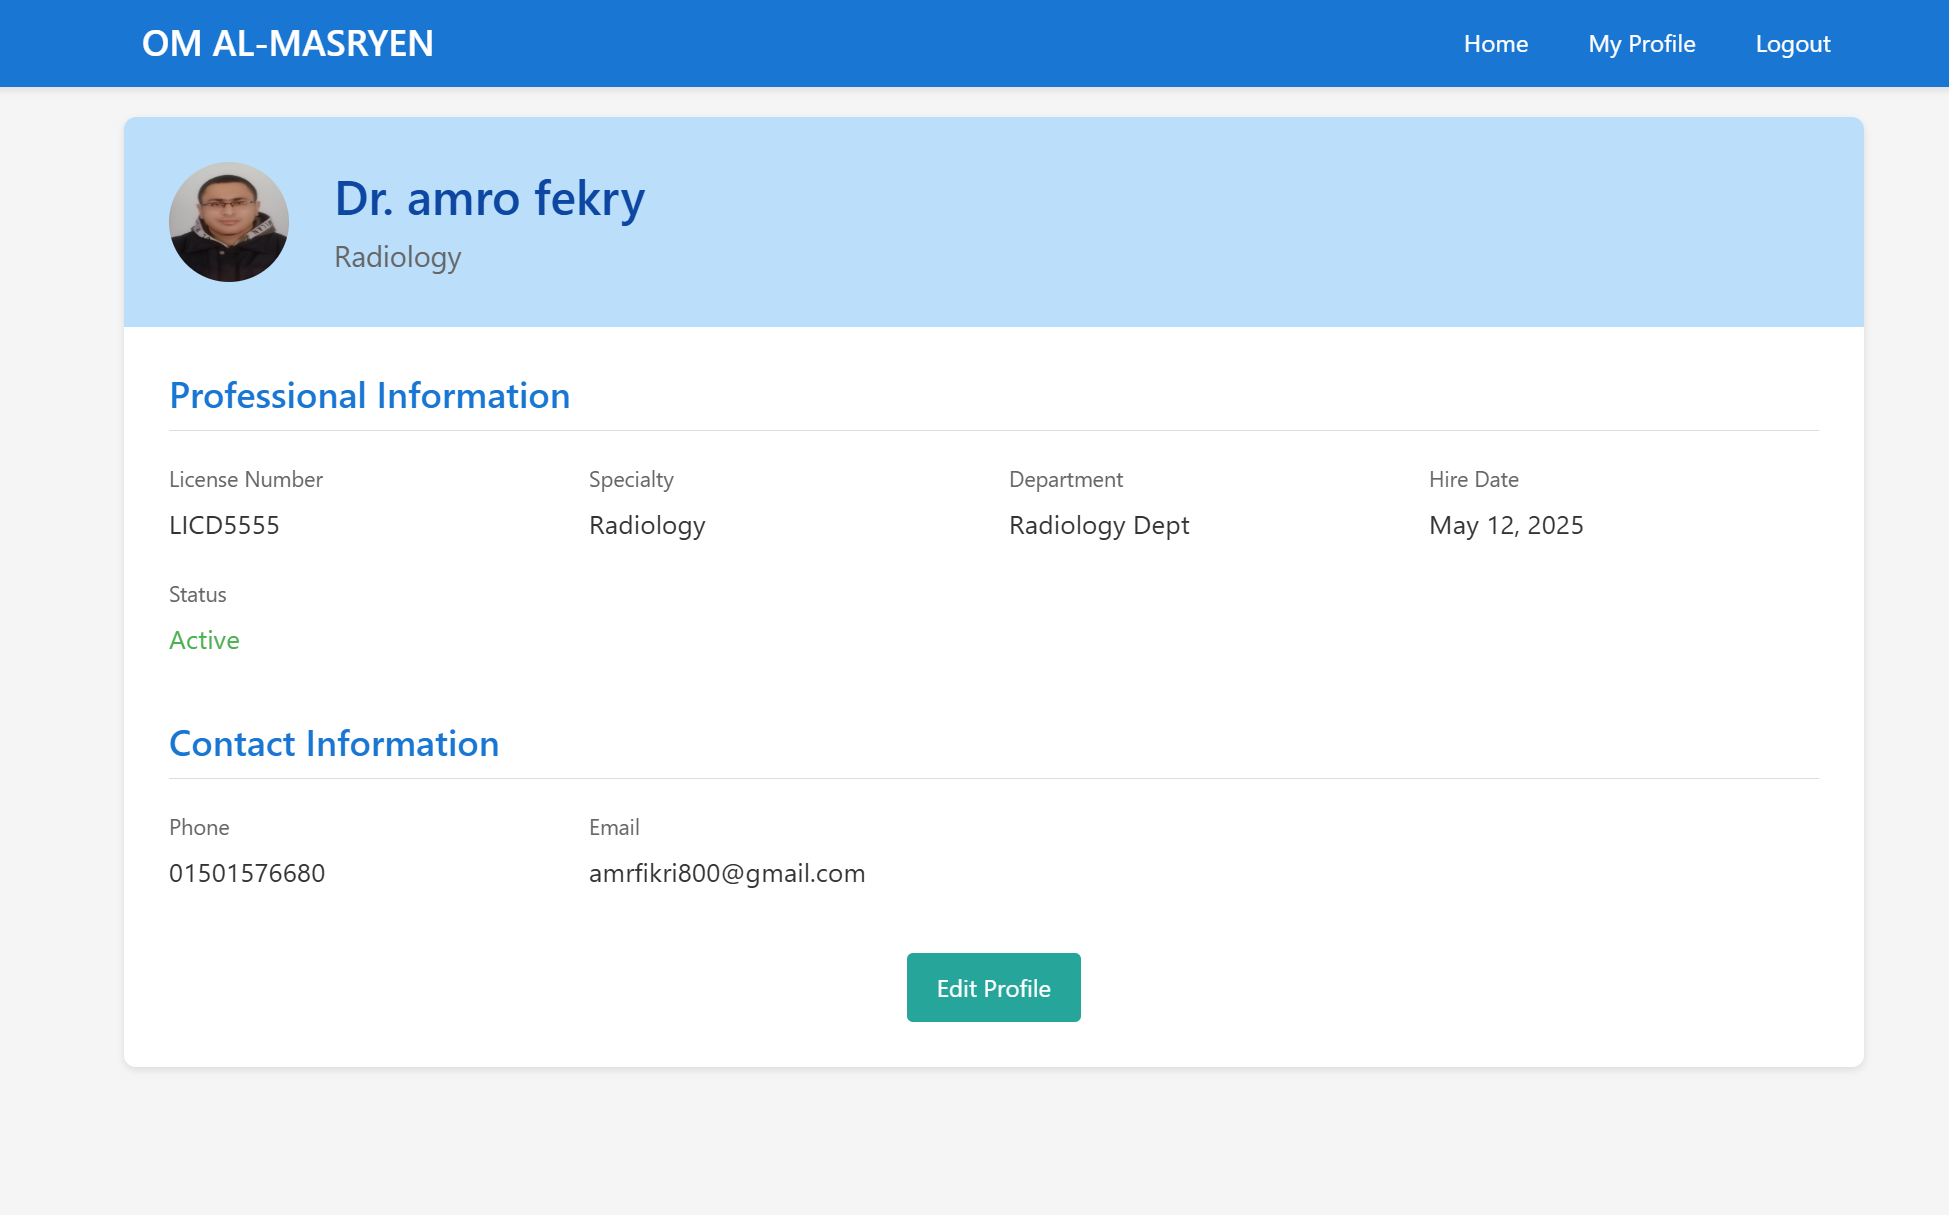 OM AL-MASRYEN
Home My Profile Logout
Dr. amro fekry
Radiology
Professional Information
License Number Specialty Department Hire Date
LICD5555 Radiology Radiology Dept May 12, 2025
Status
Active
Contact Information
Phone Email
01501576680 amrfikri800@gmail.com
Edit Profile